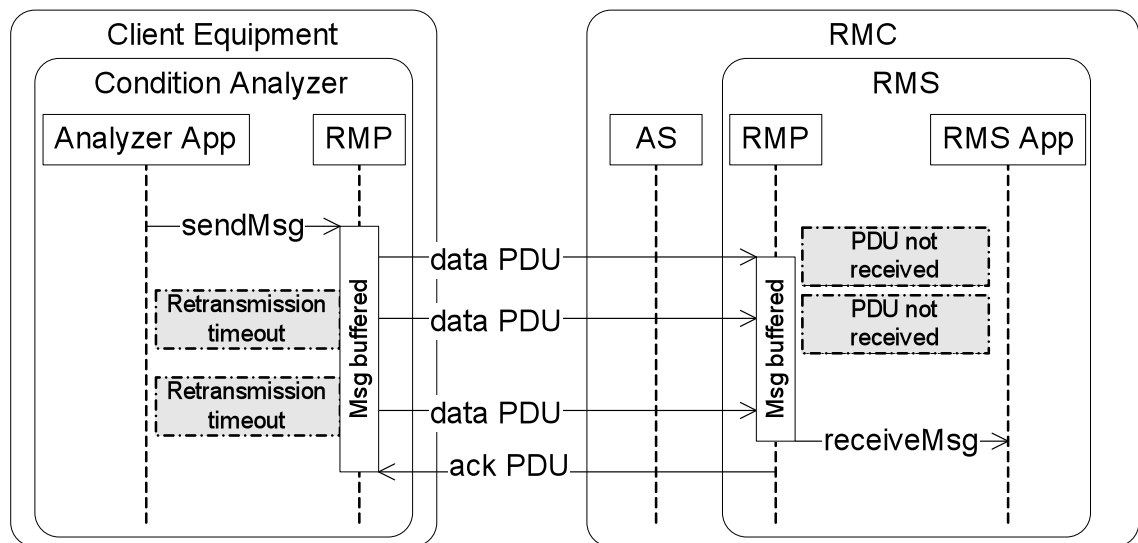 Client Equipment
RMC
Condition Analyzer
RMS
Analyzer App
RMP
AS
RMP
RMS App
sendMsg
PDU not
received
data PDU
Retransmission
timeout
Msg buffered
data PDU
Msg buffered
PDU not
received
Retransmission
timeout
data PDU
receiveMsg
ack PDU